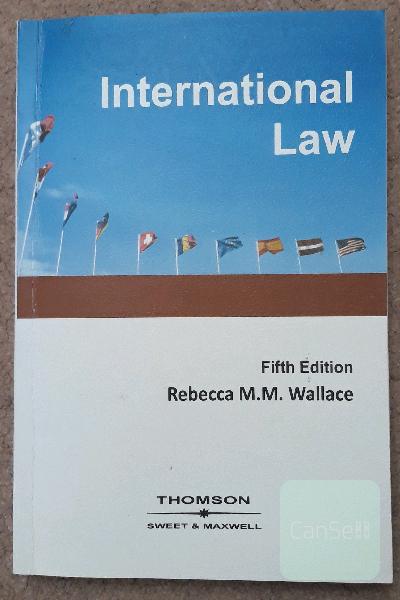 International
Law
Fifth Edition
Rebecca M.M. Wallace
THOMSON
SWEET & MAXWELL
CanSell